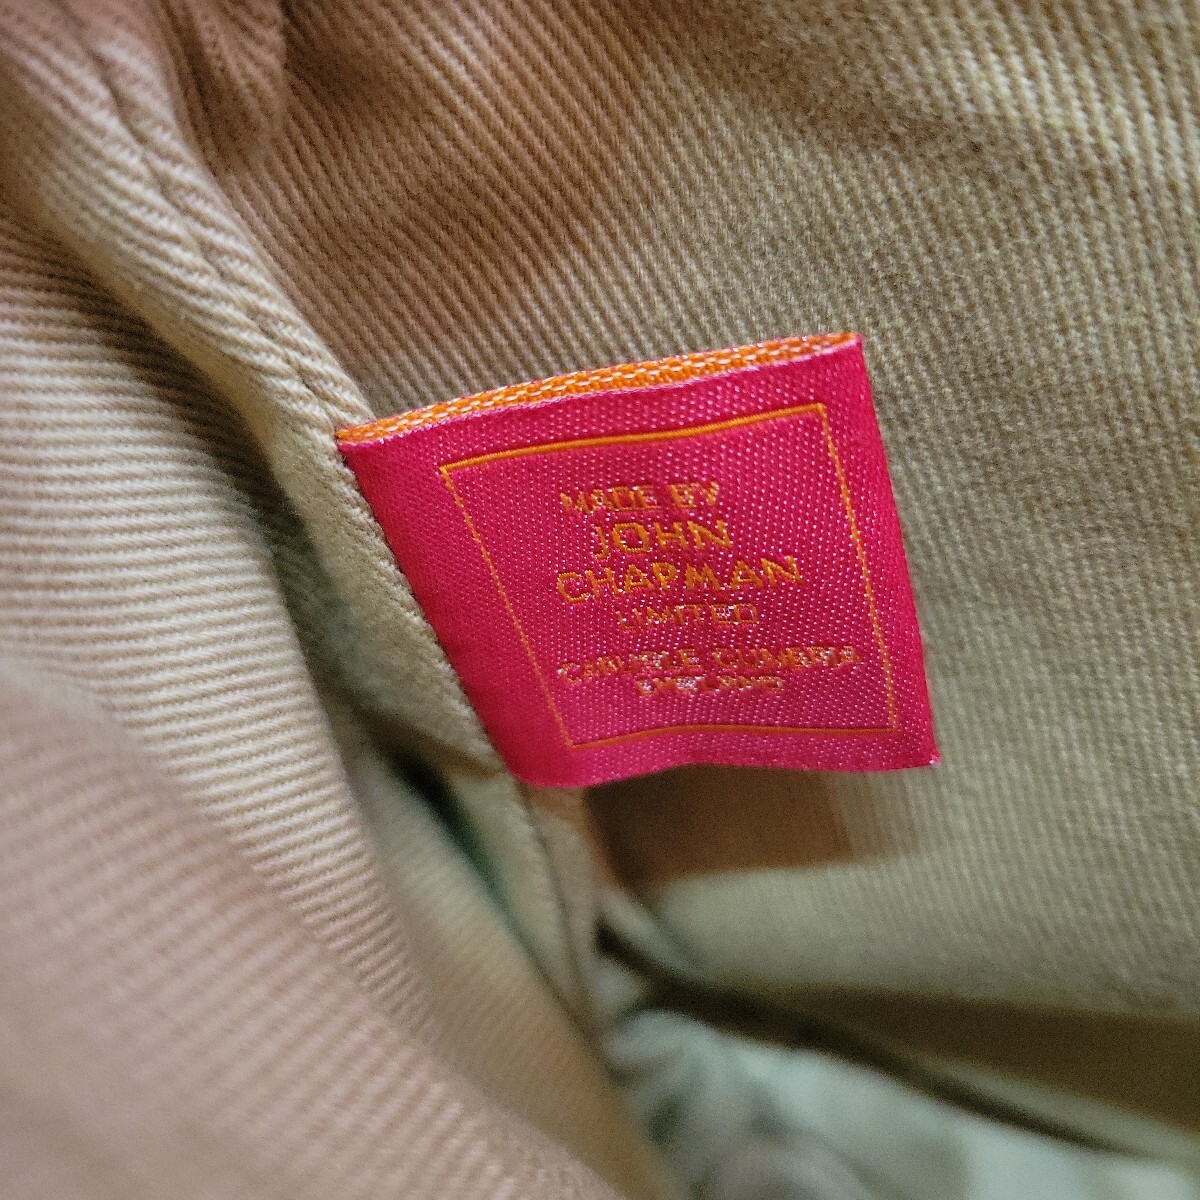 MADE BY
JOHN
CHAPMAN
LIMITED
CARLISLE CUMBRIA
ENGLAND